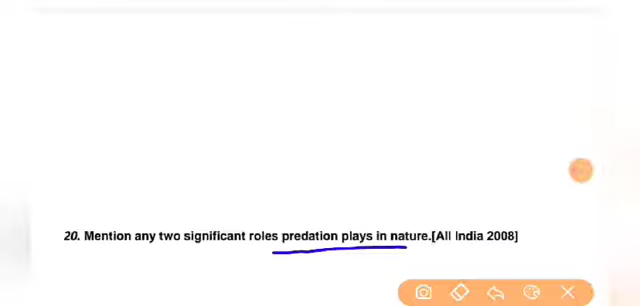 20. Mention any two significant roles predation plays in nature.[All India 2008]